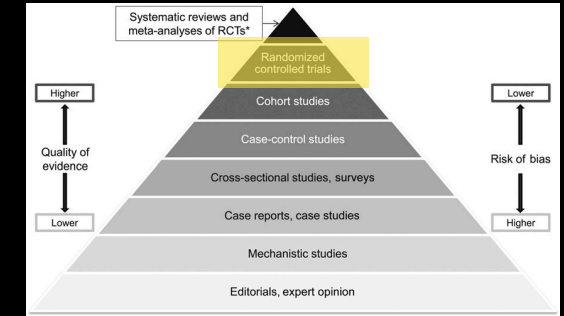 Systematic reviews and
meta-analyses of RCTs*
Randomized
controlled trials
Cohort studies
Case-control studies
Cross-sectional studies, surveys
Case reports, case studies
Mechanistic studies
Editorials, expert opinion
Higher
Quality of
evidence
Lower
Lower
Risk of bias
Higher